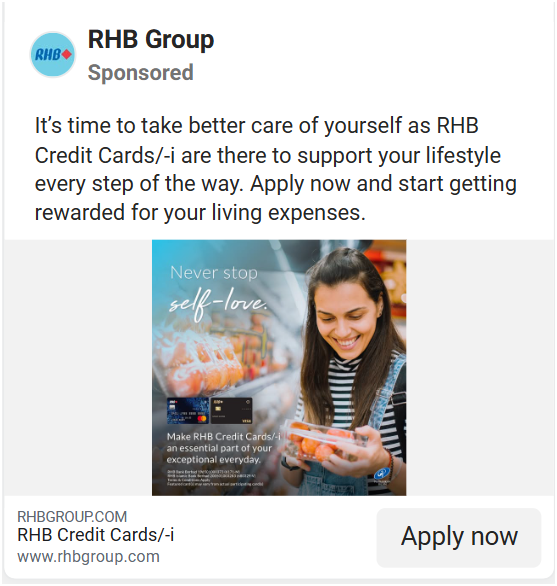 RHB
RHB Group
Sponsored
It’s time to take better care of yourself as RHB
Credit Cards/-i are there to support your lifestyle
every step of the way. Apply now and start getting
rewarded for your living expenses.
Never stop
self-love.
Make RHB Credit Cards/-i
an essential part of your
exceptional everyday.
RHBGROUP.COM
RHB Credit Cards/-i
www.rhbgroup.com
Apply now